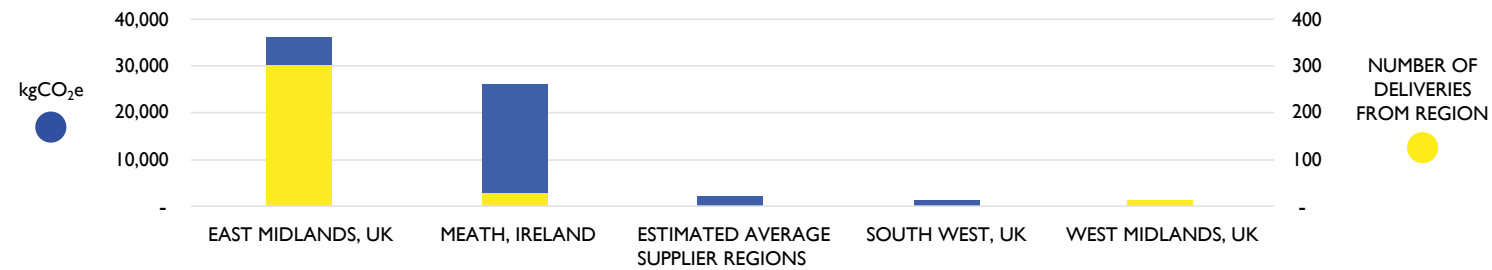 kgCO₂e
40,000
30,000
20,000
10,000
-
400
300
200
100
-
NUMBER OF
DELIVERIES
FROM REGION
EAST MIDLANDS, UK
MEATH, IRELAND
ESTIMATED AVERAGE
SUPPLIER REGIONS
SOUTH WEST, UK
WEST MIDLANDS, UK